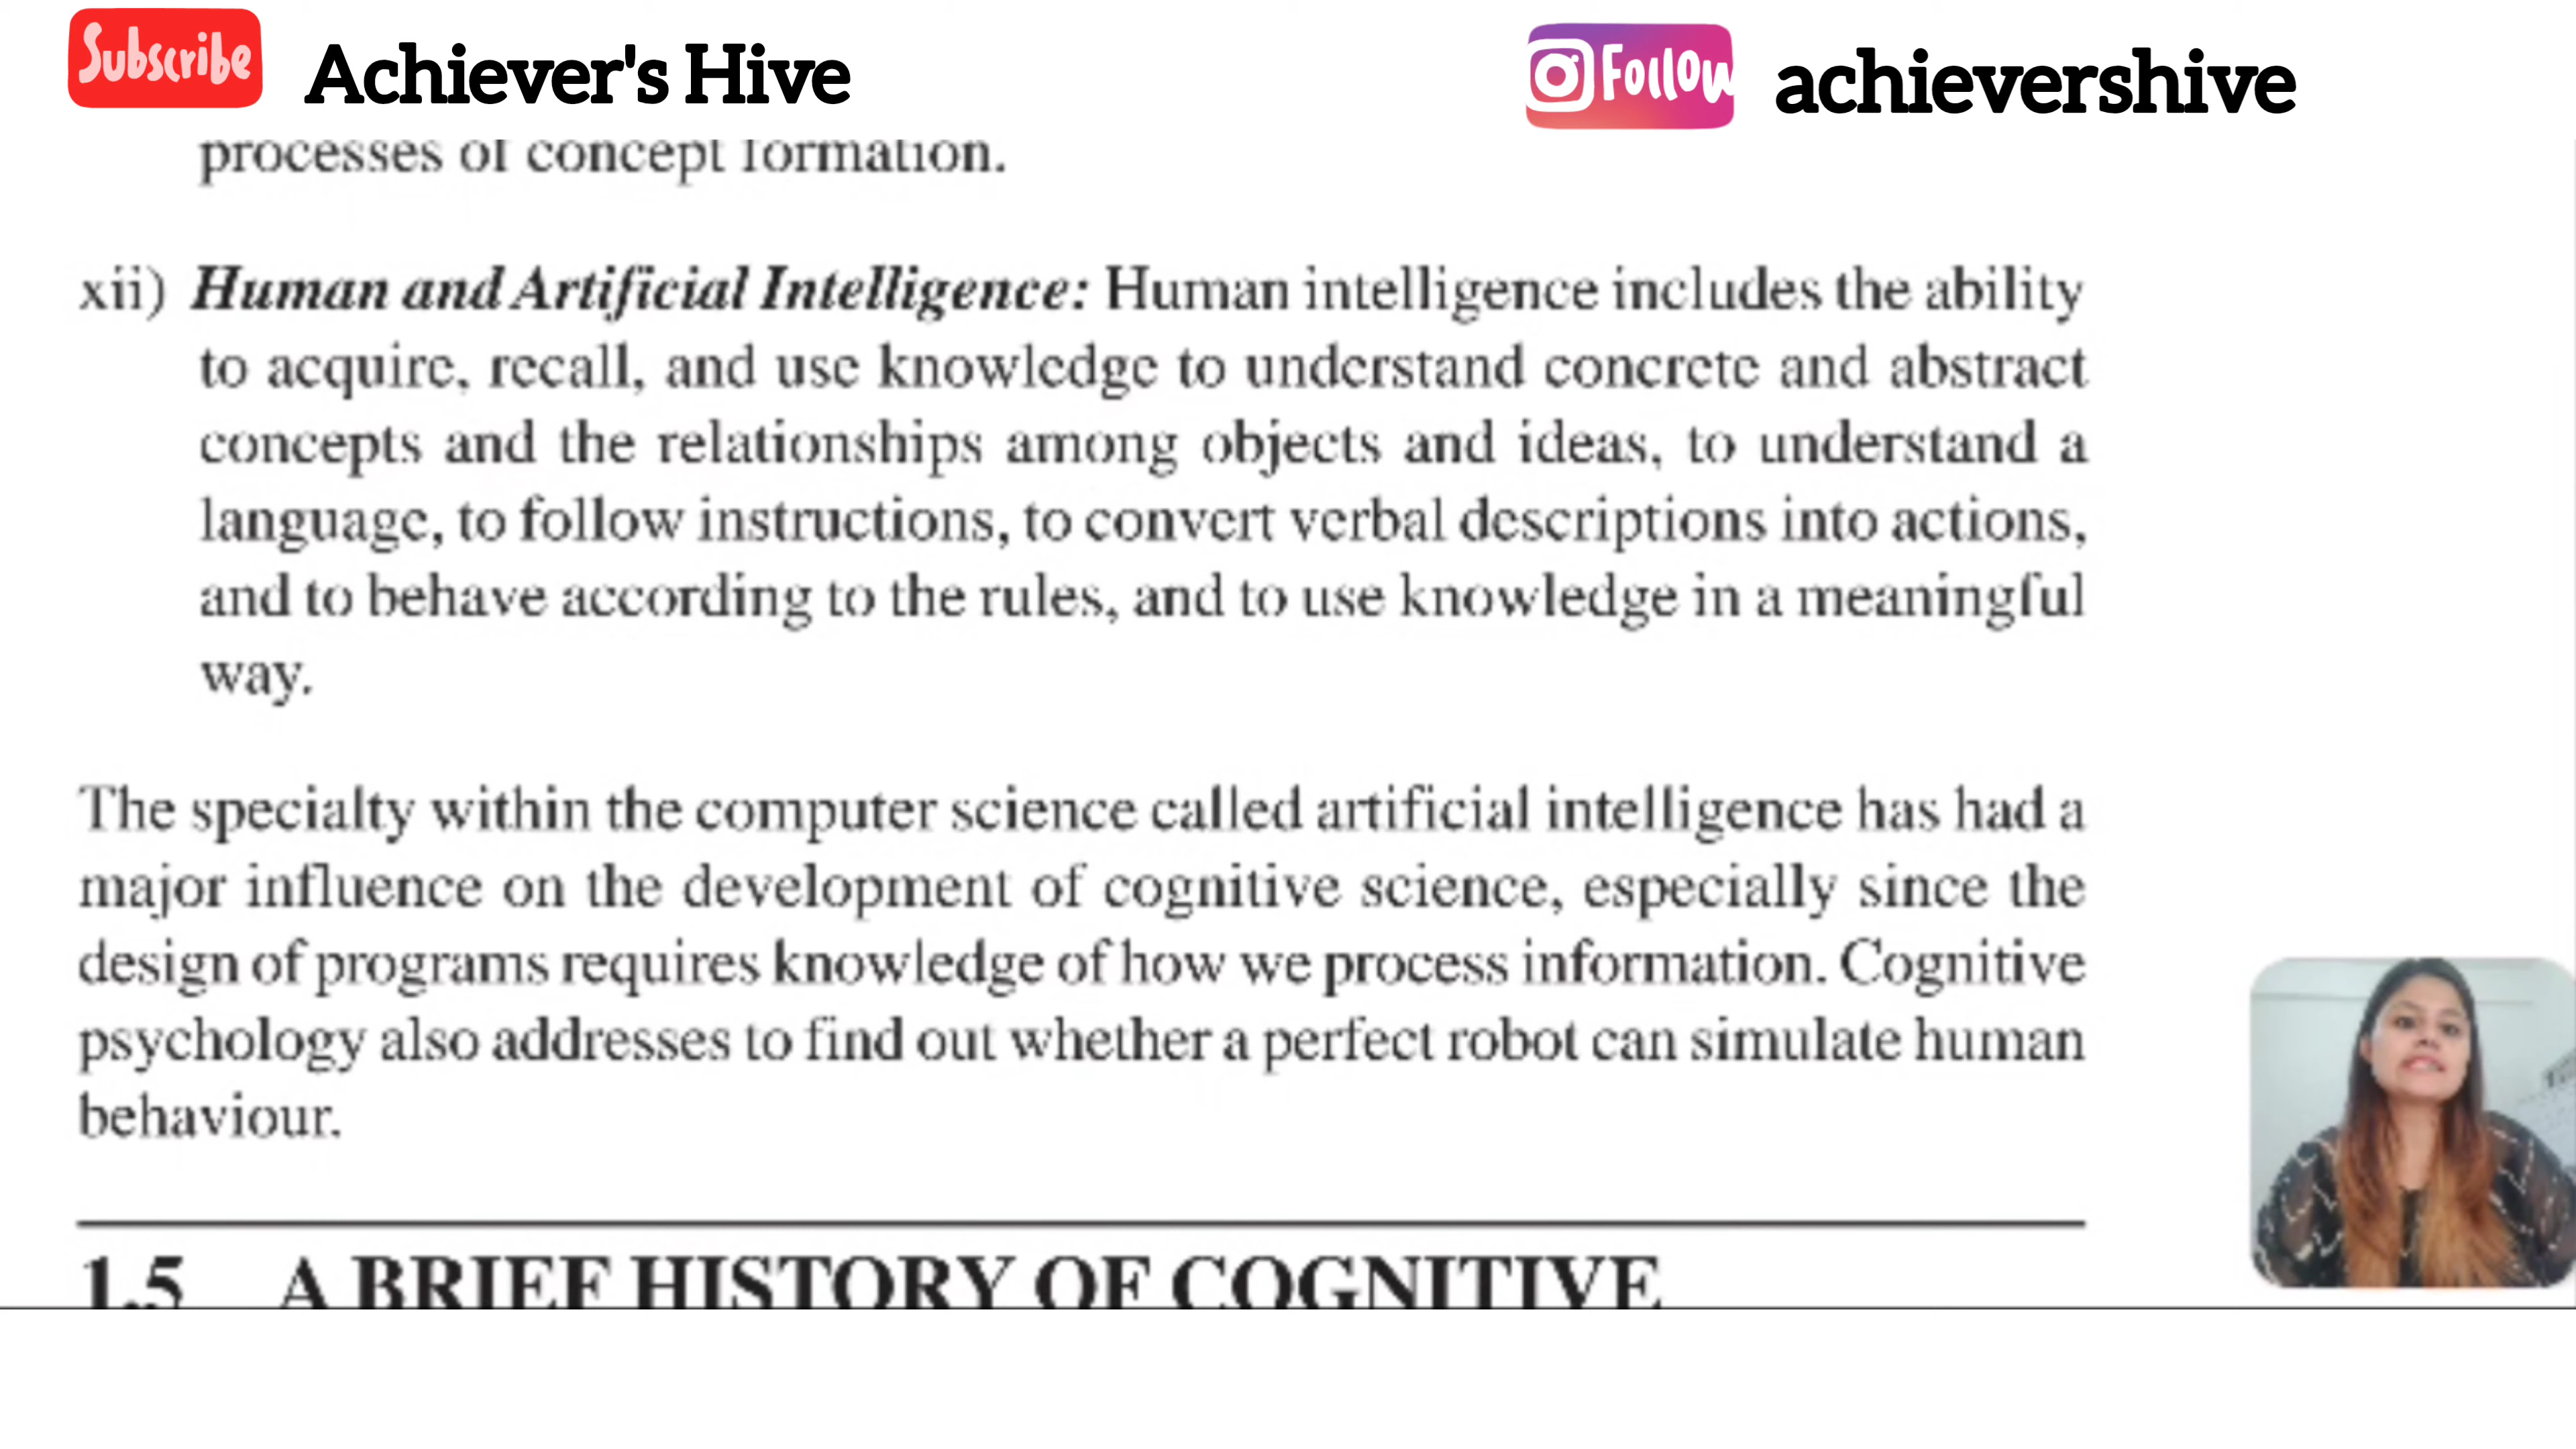 Subscribe Achiever's Hive Follow achievershive
processes of concept formation.
xii) Human and Artificial Intelligence: Human intelligence includes the ability
to acquire, recall, and use knowledge to understand concrete and abstract
concepts and the relationships among objects and ideas, to understand a
language, to follow instructions, to convert verbal descriptions into actions,
and to behave according to the rules, and to use knowledge in a meaningful
way.
The specialty within the computer science called artificial intelligence has had a
major influence on the development of cognitive science, especially since the
design of programs requires knowledge of how we process information. Cognitive
psychology also addresses to find out whether a perfect robot can simulate human
behaviour.
1.5 A BRIEF HISTORY OF COGNITIVE